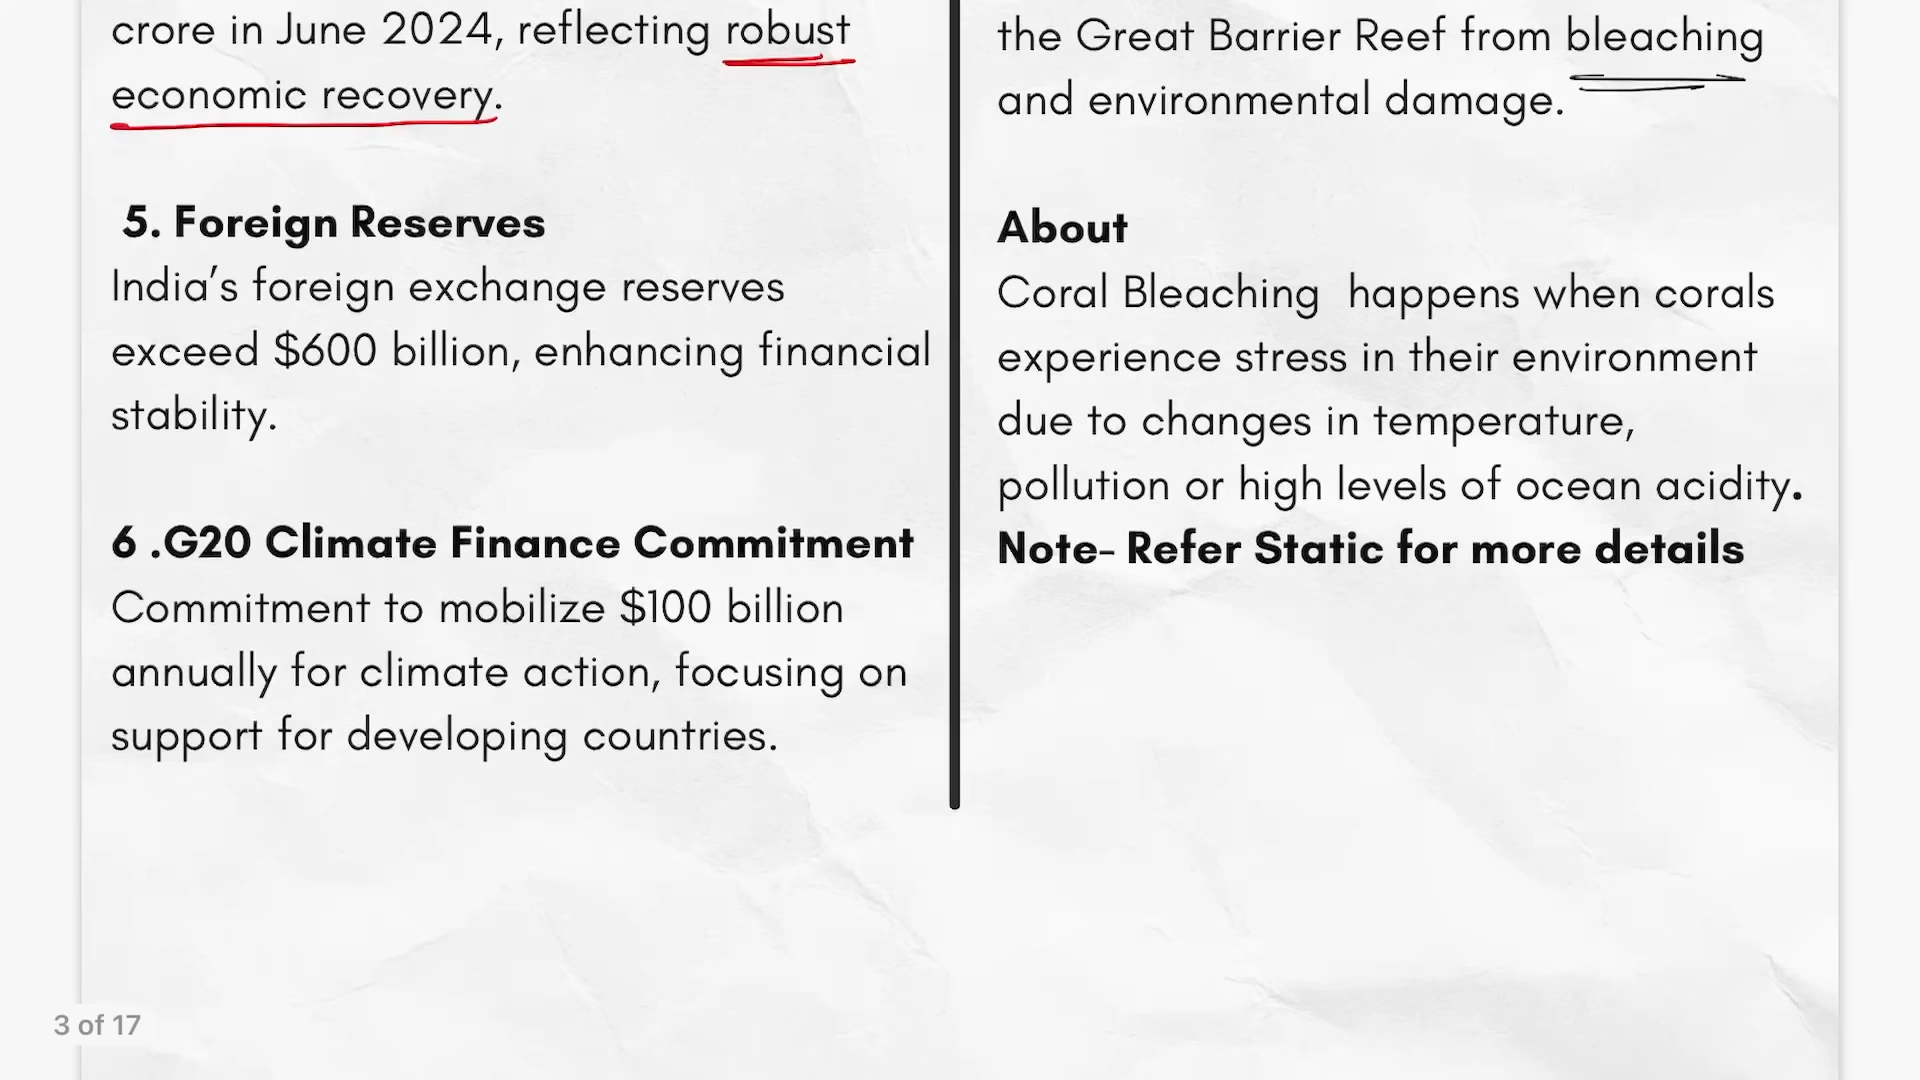 crore in June 2024, reflecting robust
economic recovery.
5. Foreign Reserves
India’s foreign exchange reserves
exceed $600 billion, enhancing financial
stability.
6 .G20 Climate Finance Commitment
Commitment to mobilize $100 billion
annually for climate action, focusing on
support for developing countries.
the Great Barrier Reef from bleaching
and environmental damage.
About
Coral Bleaching  happens when corals
experience stress in their environment
due to changes in temperature,
pollution or high levels of ocean acidity.
Note- Refer Static for more details
3 of 17